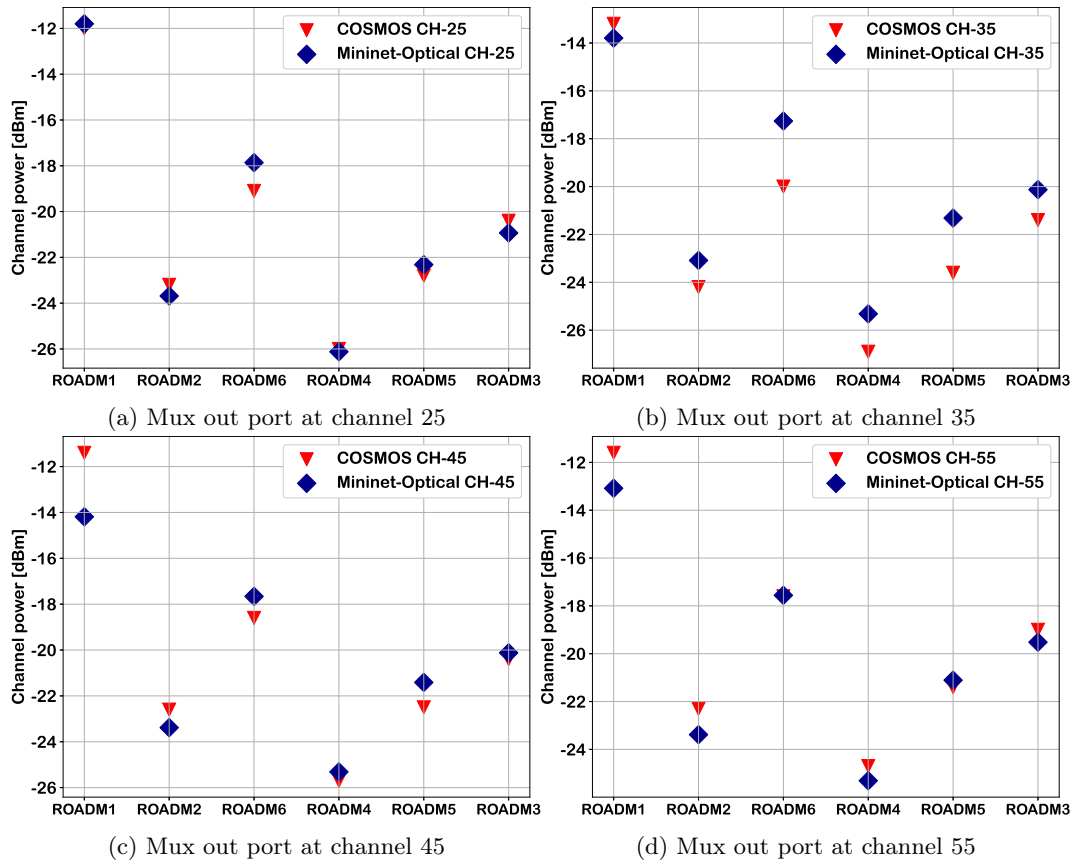 COSMOS CH-25
Mininet-Optical CH-25
Channel power [dBm]
-12
-14
-16
-18
-20
-22
-24
-26
ROADM1 ROADM2 ROADM6 ROADM4 ROADM5 ROADM3
(a) Mux out port at channel 25
COSMOS CH-35
Mininet-Optical CH-35
Channel power [dBm]
-14
-16
-18
-20
-22
-24
-26
ROADM1 ROADM2 ROADM6 ROADM4 ROADM5 ROADM3
(b) Mux out port at channel 35
COSMOS CH-45
Mininet-Optical CH-45
Channel power [dBm]
-12
-14
-16
-18
-20
-22
-24
-26
ROADM1 ROADM2 ROADM6 ROADM4 ROADM5 ROADM3
(c) Mux out port at channel 45
COSMOS CH-55
Mininet-Optical CH-55
Channel power [dBm]
-12
-14
-16
-18
-20
-22
-24
ROADM1 ROADM2 ROADM6 ROADM4 ROADM5 ROADM3
(d) Mux out port at channel 55